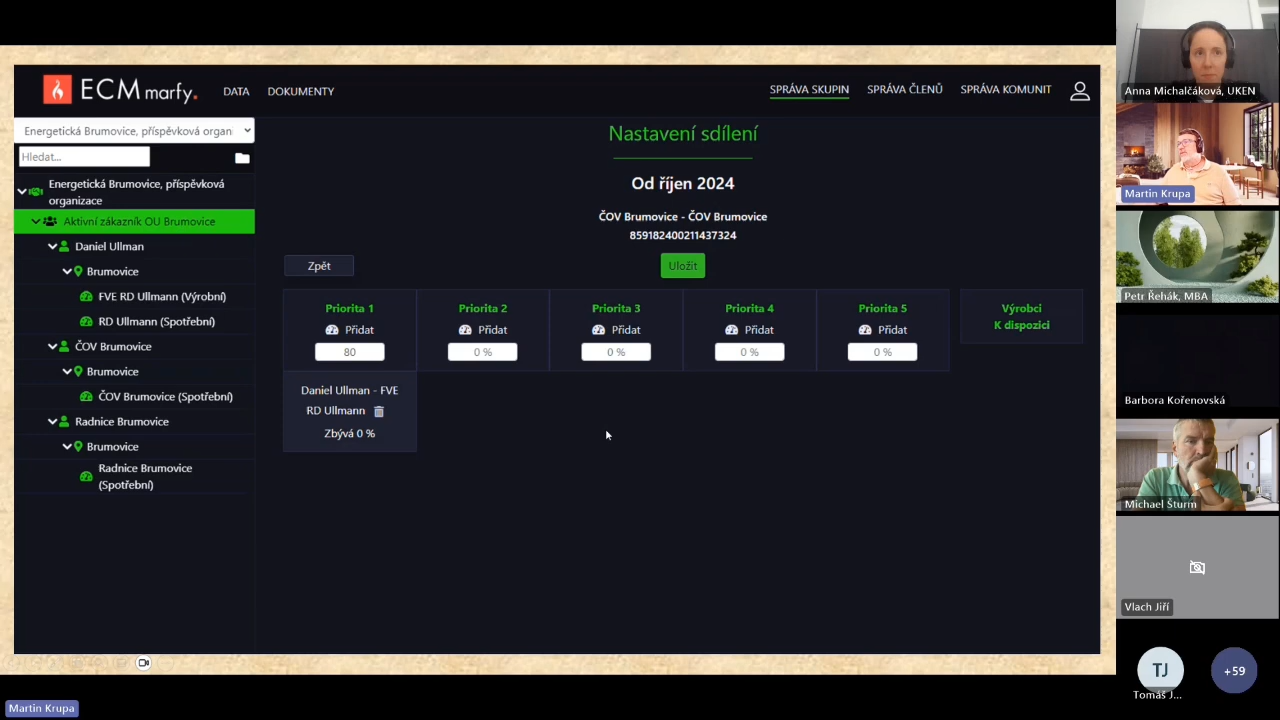 ECM marfy.
DATA
DOKUMENTY
SPRÁVA SKUPIN
SPRÁVA ČLENŮ
SPRÁVA KOMUNIT
Energetická Brumovice, příspěvková organi
Hledat...
Energetická Brumovice, příspěvková
organizace
Aktivní zákazník OU Brumovice
Daniel Ullman
Brumovice
FVE RD Ullmann (Výrobní)
RD Ullmann (Spotřební)
ČOV Brumovice
Brumovice
ČOV Brumovice (Spotřební)
Radnice Brumovice
Brumovice
Radnice Brumovice
(Spotřební)
Nastavení sdílení
Od říjen 2024
ČOV Brumovice - ČOV Brumovice
859182400211437324
Zpět
Uložit
Priorita 1
Přidat
80
Priorita 2
Přidat
0 %
Priorita 3
Přidat
0 %
Priorita 4
Přidat
0 %
Priorita 5
Přidat
0 %
Výrobci
K dispozici
Daniel Ullman - FVE
RD Ullmann
Zbývá 0 %
Anna Michalčáková, UKEN
Martin Krupa
Petr Řehák, MBA
Barbora Kořenovská
Michael Šturm
Vlach Jiří
TJ
Tomáš J...
+59
Martin Krupa